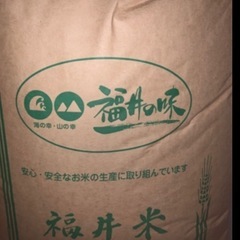 福井の味
海の幸・山の幸
安心・安全なお米の生産に取り組んでいます
福井米